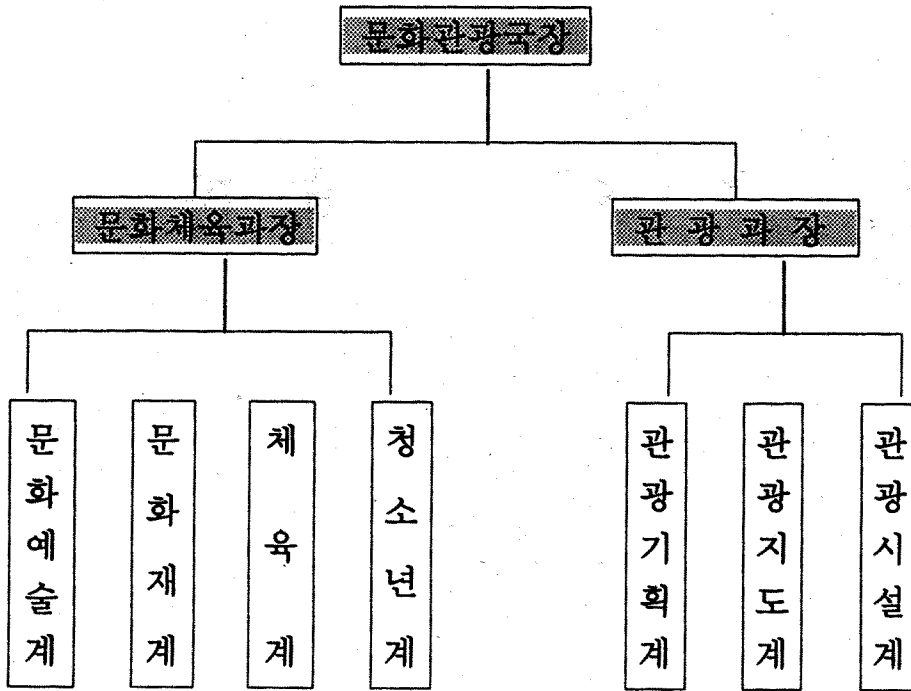 문화관광국장
문화체육과장
관 광 과 장
문화예술계
문화재계
체육계
청소년계
관광기획계
관광지도계
관광시설계